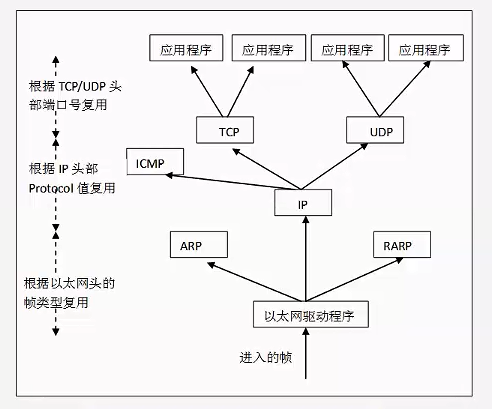 应用程序 应用程序 应用程序 应用程序
根据 TCP/UDP 头
部端口号复用
TCP UDP
ICMP
根据 IP 头部
Protocol 值复用
IP
ARP RARP
根据以太网头的
帧类型复用
以太网驱动程序
进入的帧